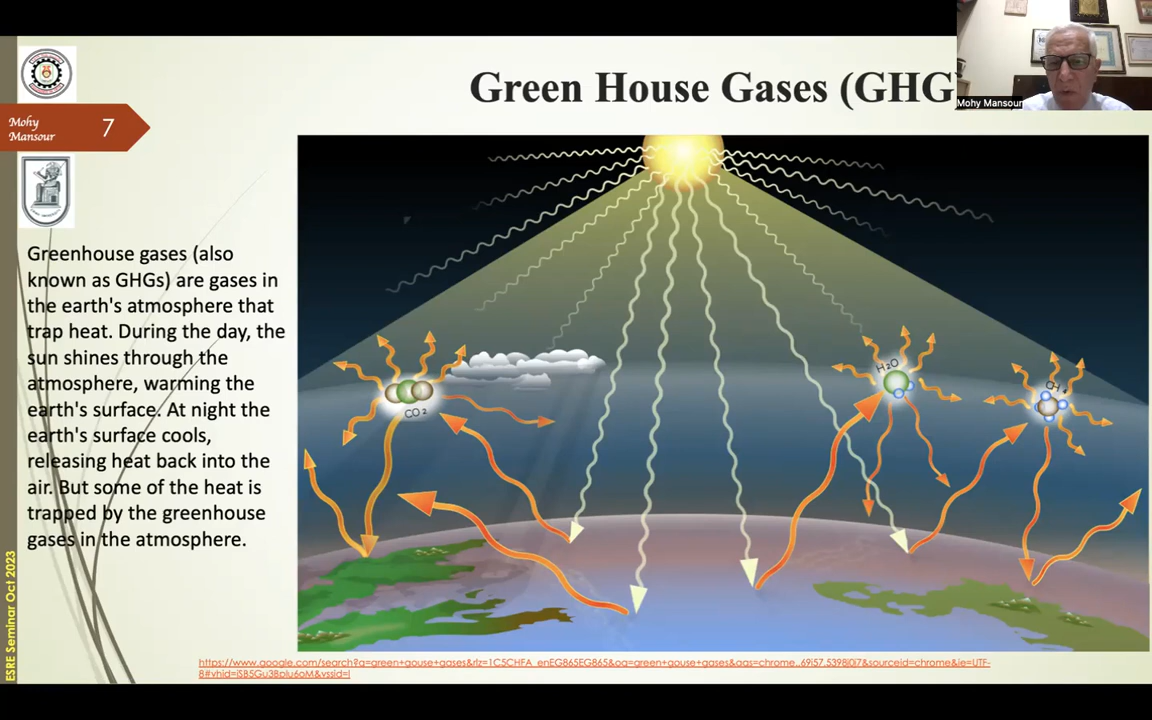 Green House Gases (GHG
Mohy Mansour
Mohy
Mansour
7
Greenhouse gases (also
known as GHGs) are gases in
the earth's atmosphere that
trap heat. During the day, the
sun shines through the
atmosphere, warming the
earth's surface. At night the
earth's surface cools,
releasing heat back into the
air. But some of the heat is
trapped by the greenhouse
gases in the atmosphere.
CO2
H2O
CH4
ESRE Seminar Oct 2023
https://www.google.com/search?q=green+gouse+gases&rlz=1C5CHFA_enEG865EG865&oq=green+gouse+gases&aqs=chrome..69i57.5398j0j7&sourceid=chrome&ie=UTF-